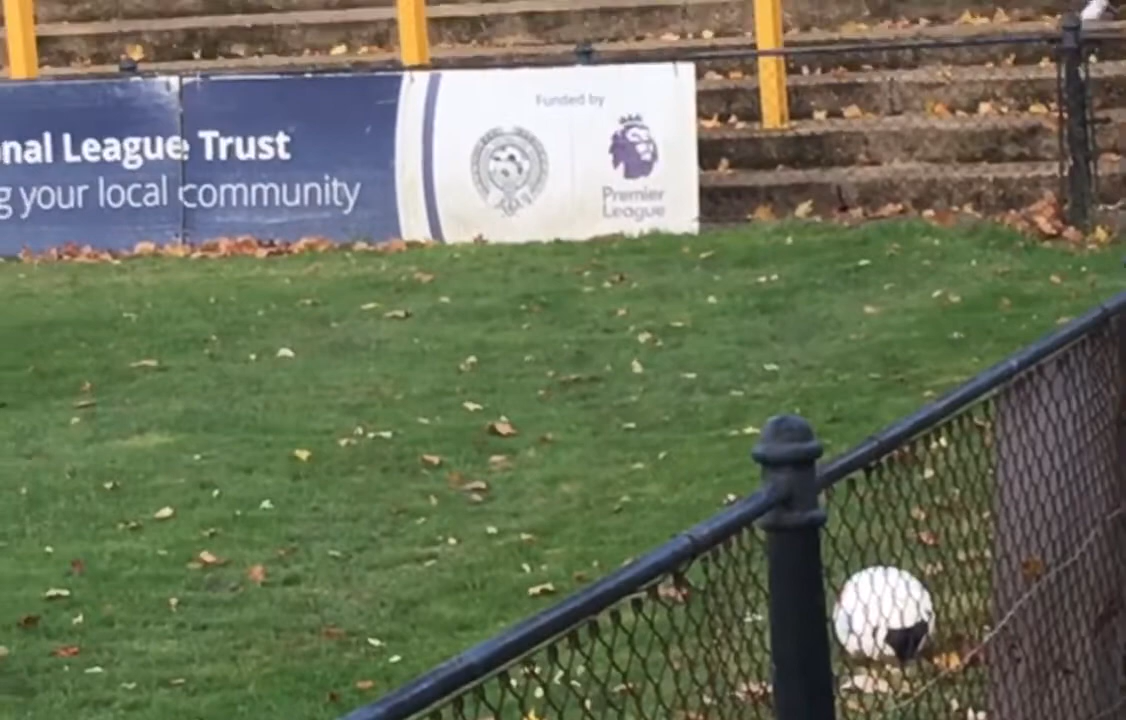 nal League Trust
g your local community
Funded by
Premier
League